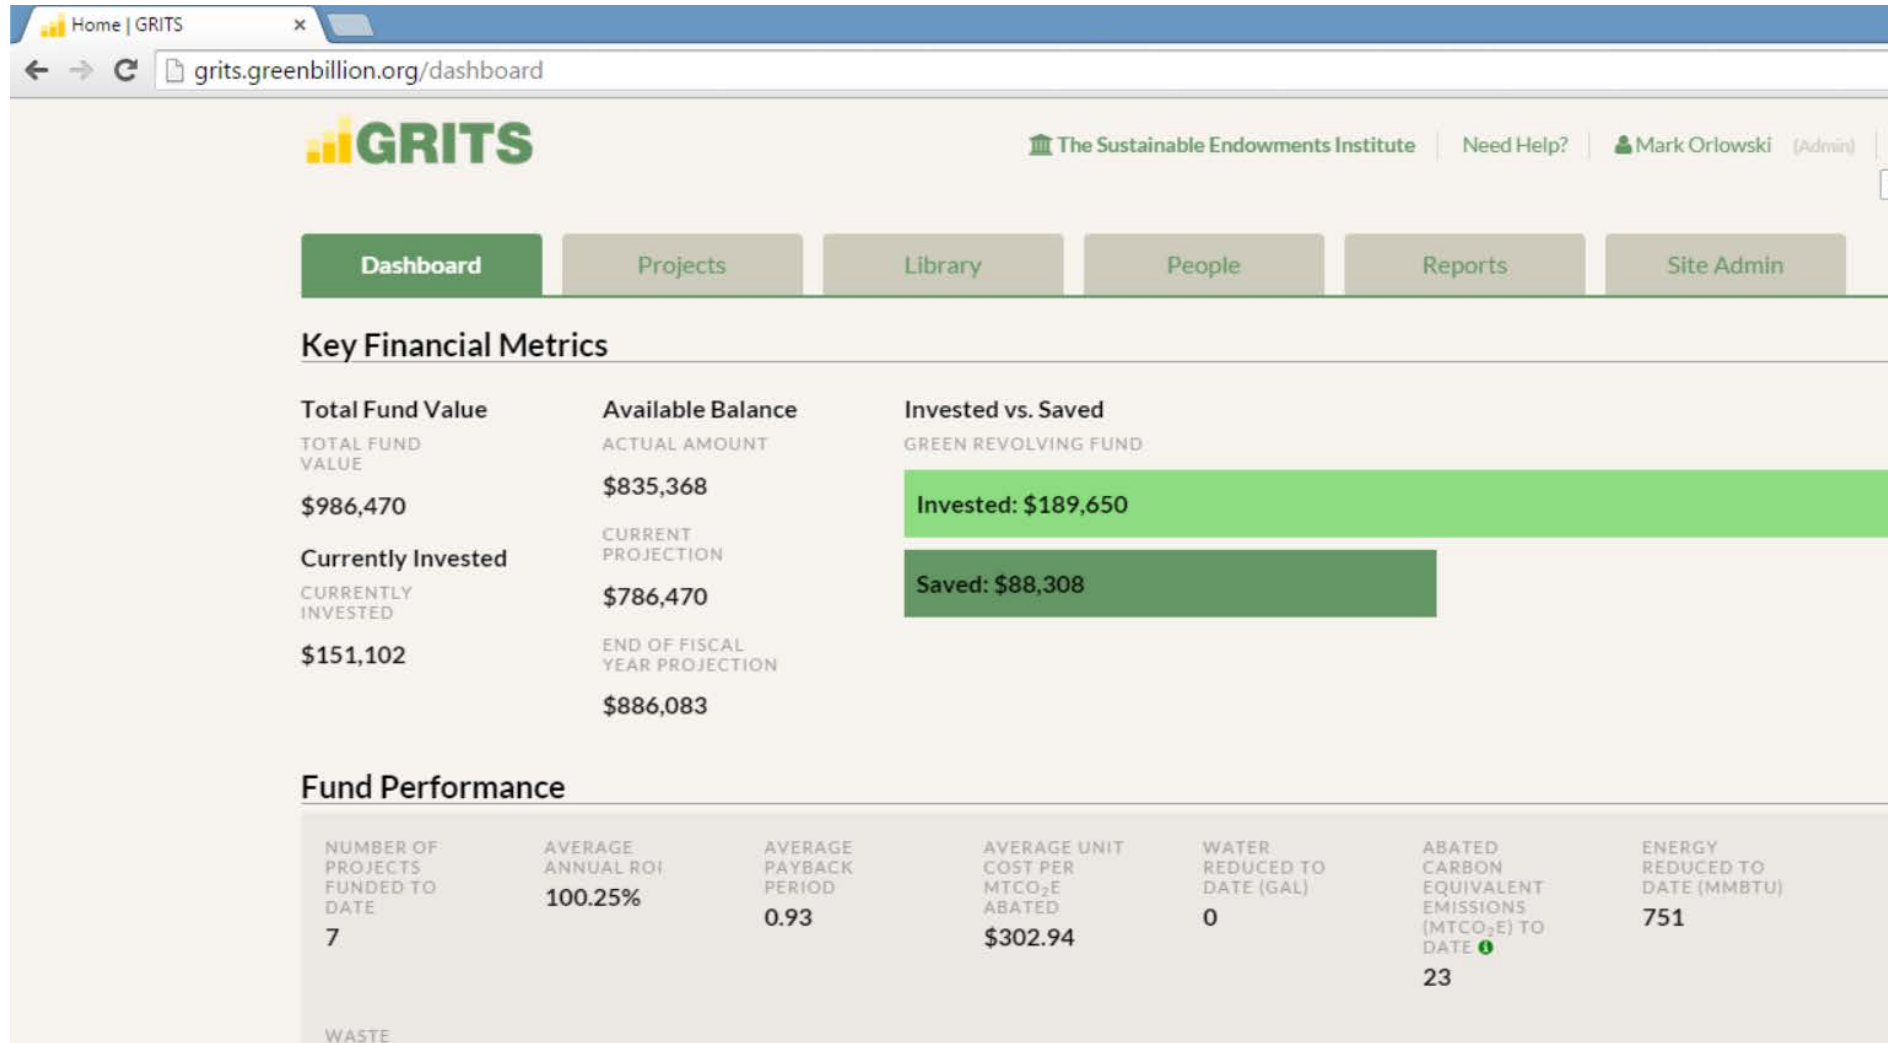 Home | GRITS
grits.greenbillion.org/dashboard
GRITS
The Sustainable Endowments Institute
Need Help?
Mark Orlowski (Admin)
Dashboard
Projects
Library
People
Reports
Site Admin
Key Financial Metrics
Total Fund Value
TOTAL FUND
VALUE
$986,470
Currently Invested
CURRENTLY
INVESTED
$151,102
Available Balance
ACTUAL AMOUNT
$835,368
CURRENT
PROJECTION
$786,470
END OF FISCAL
YEAR PROJECTION
$886,083
Invested vs. Saved
GREEN REVOLVING FUND
Invested: $189,650
Saved: $88,308
Fund Performance
NUMBER OF
PROJECTS
FUNDED TO
DATE
7
AVERAGE
ANNUAL ROI
100.25%
AVERAGE
PAYBACK
PERIOD
0.93
AVERAGE UNIT
COST PER
MTCO₂E
ABATED
$302.94
WATER
REDUCED TO
DATE (GAL)
0
ABATED
CARBON
EQUIVALENT
EMISSIONS
(MTCO₂E) TO
DATE
23
ENERGY
REDUCED TO
DATE (MMBTU)
751
WASTE